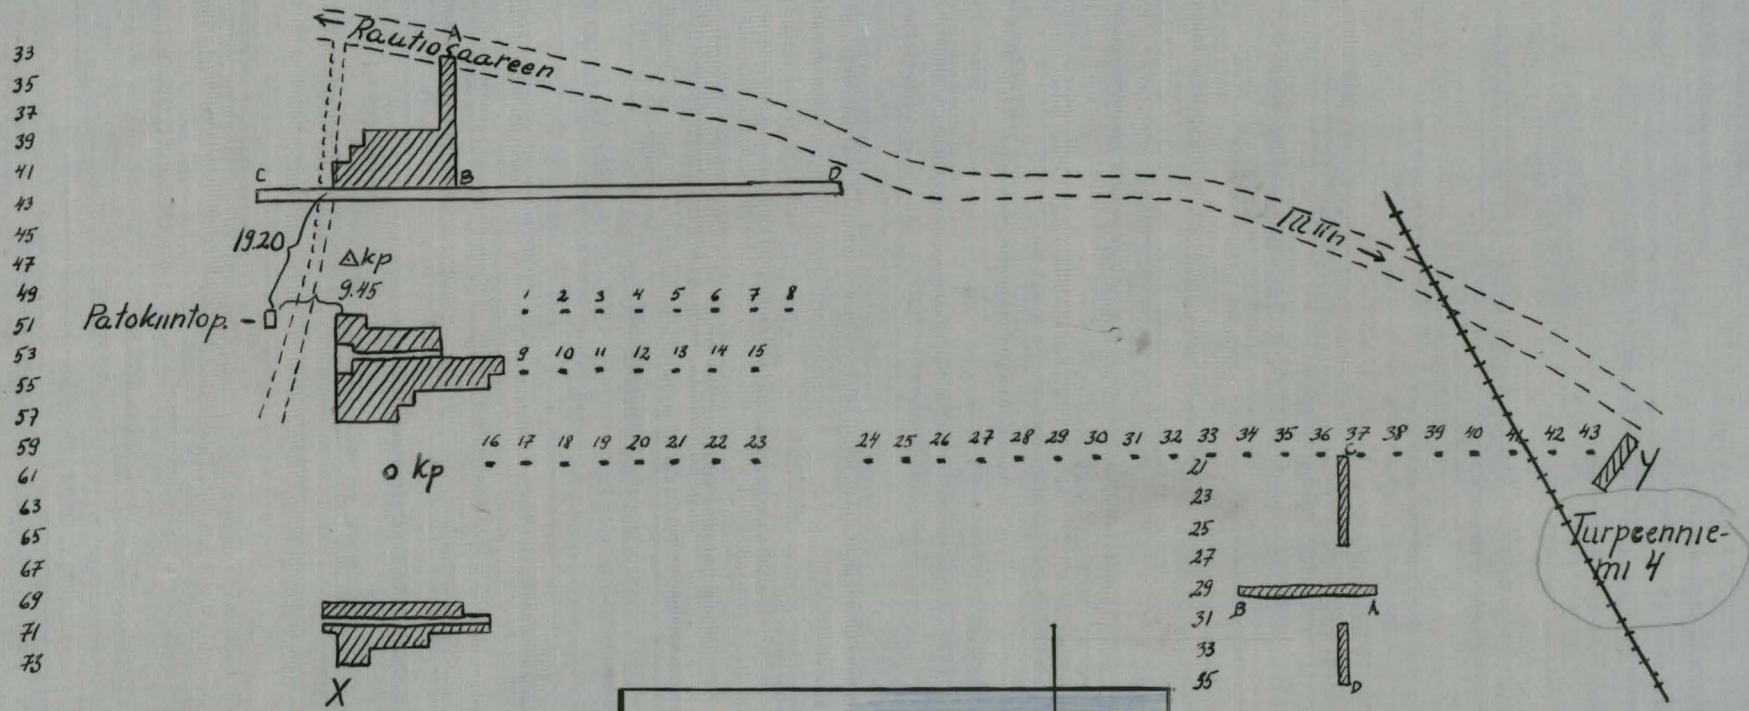 Rautiosaareen
A
33
35
37
39
41
43
45
47
49
51
53
55
57
59
61
63
65
67
69
71
73
C
B
D
19.20
△kp
9.45
Patokuntop.
1 2 3 4 5 6 7 8
9 10 11 12 13 14 15
16 17 18 19 20 21 22 23 24 25 26 27 28 29 30 31 32 33 34 35 36 37 38 39 40 41 42 43
kp
C
21
23
25
27
29
31
33
35
B
A
D
Y
Turpeennie-
mi 4
X